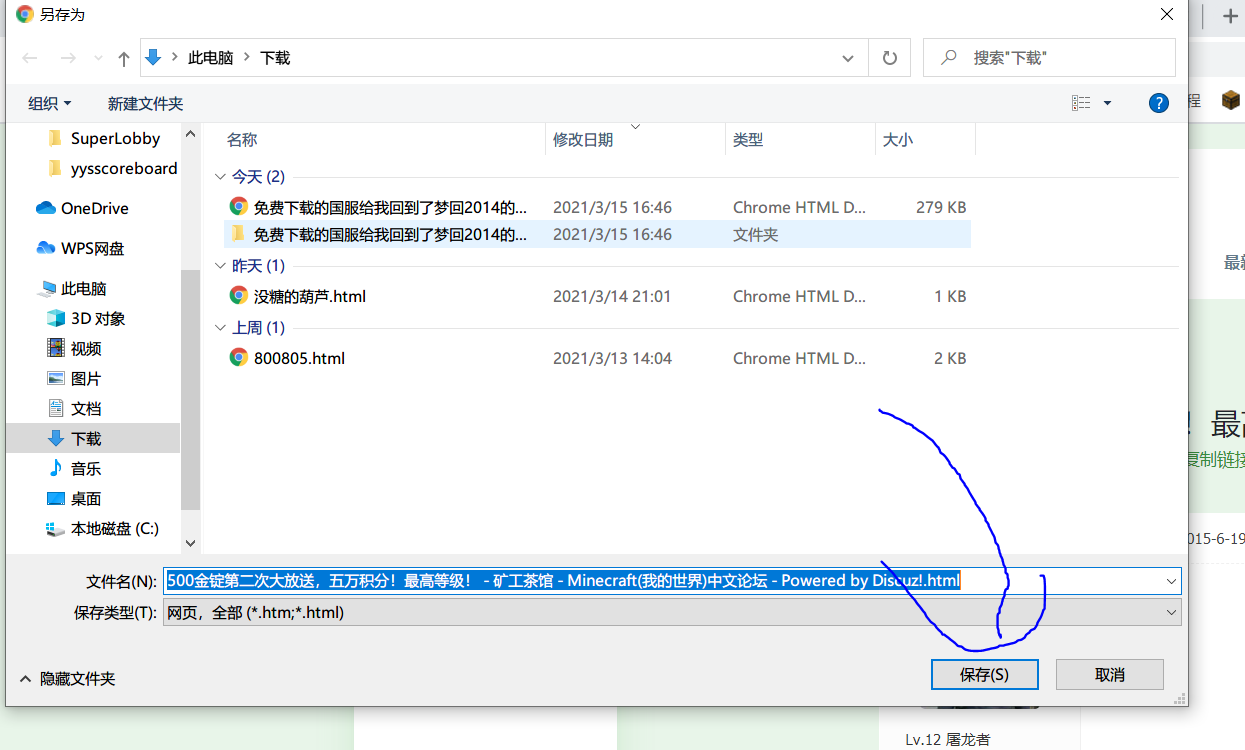 另存为
此电脑 下载
搜索"下载"
组织 新建文件夹
程
SuperLobby
yysscoreboard
OneDrive
WPS网盘
此电脑
3D 对象
视频
图片
文档
下载
音乐
桌面
本地磁盘 (C:)
名称 修改日期 类型 大小
今天 (2)
免费下载的国服给我回到了梦回2014的... 2021/3/15 16:46 Chrome HTML D... 279 KB
免费下载的国服给我回到了梦回2014的... 2021/3/15 16:46 文件夹
昨天 (1)
没糖的葫芦.html 2021/3/14 21:01 Chrome HTML D... 1 KB
上周 (1)
800805.html 2021/3/13 14:04 Chrome HTML D... 2 KB
最新
！最高
复制链接
015-6-19
文件名(N): 500金锭第二次大放送，五万积分！最高等级！ - 矿工茶馆 - Minecraft(我的世界)中文论坛 - Powered by Discuz!.html
保存类型(T): 网页，全部 (*.htm;*.html)
隐藏文件夹
保存(S) 取消
Lv.12 屠龙者